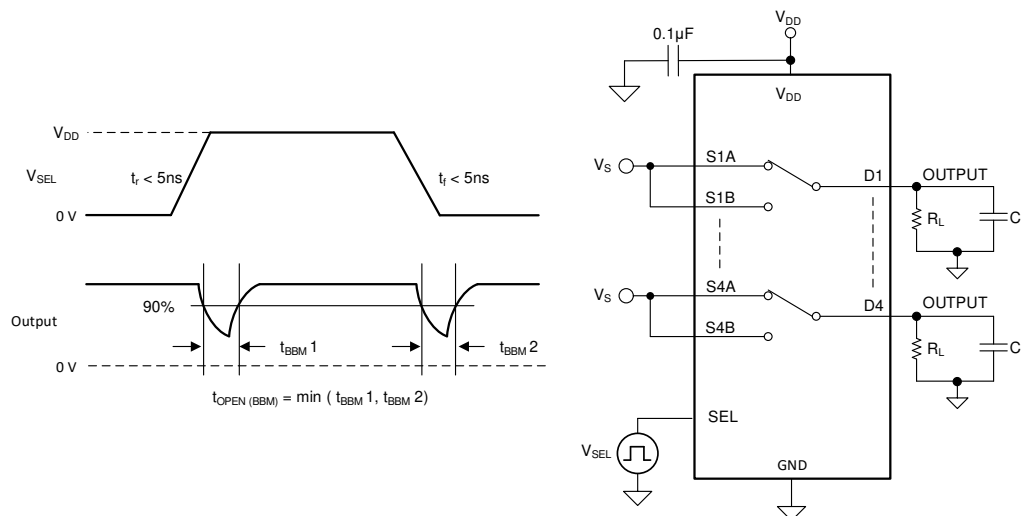 V_DD
V_SEL
t_r < 5ns
t_f < 5ns
0 V
90%
Output
t_BBM 1
t_BBM 2
0 V
t_OPEN (BBM) = min ( t_BBM 1, t_BBM 2)
V_DD
0.1µF
V_DD
V_S
S1A
D1
OUTPUT
S1B
R_L
C
V_S
S4A
D4
OUTPUT
S4B
R_L
C
SEL
V_SEL
GND